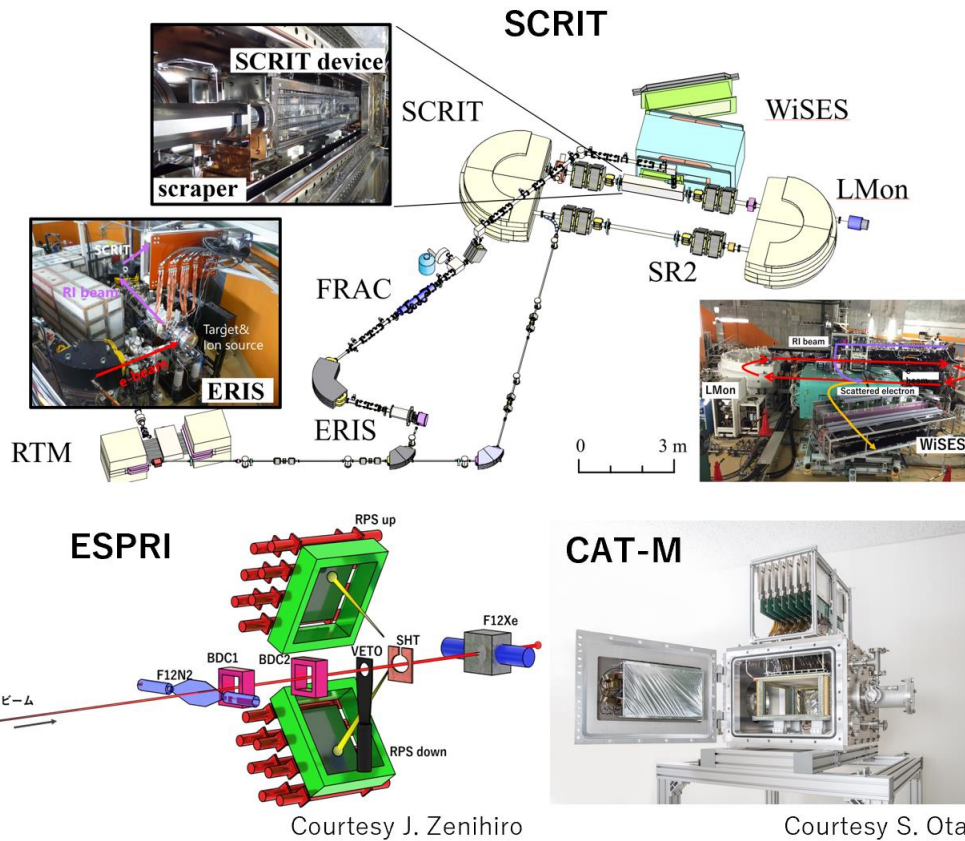 SCRIT
SCRIT device
scraper
SCRIT
WiSES
LMon
SR2
SCRIT
RI beam
Target&
Ion source
e-beam
ERIS
FRAC
ERIS
RTM
0 3 m
RI beam
LMon
beam
Scattered electron
WiSES
ESPRI
RPS up
F12Xe
SHT
VETO
BDC2
BDC1
F12N2
ビーム
RPS down
Courtesy J. Zenihiro
CAT-M
Courtesy S. Ota